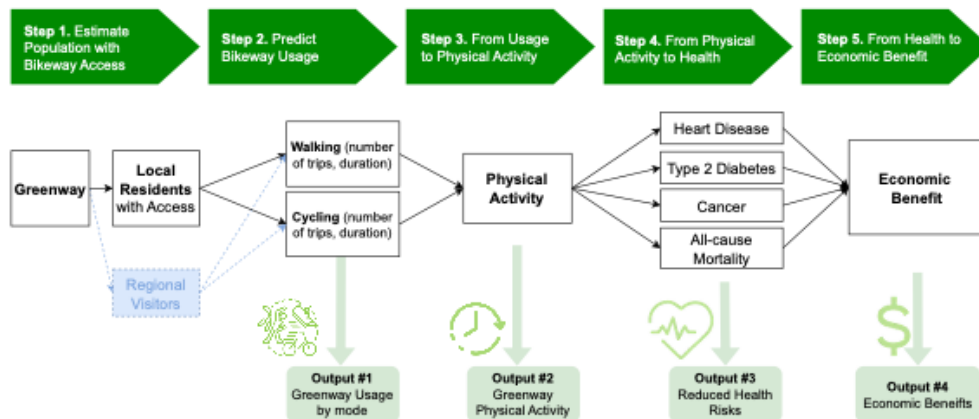 Step 1. Estimate
Population with
Bikeway Access
Step 2. Predict
Bikeway Usage
Step 3. From Usage
to Physical Activity
Step 4. From Physical
Activity to Health
Step 5. From Health to
Economic Benefit
Greenway
Local
Residents
with Access
Regional
Visitors
Walking (number
of trips, duration)
Cycling (number
of trips, duration)
Physical
Activity
Heart Disease
Type 2 Diabetes
Cancer
All-cause
Mortality
Economic
Benefit
$
Output #1
Greenway Usage
by mode
Output #2
Greenway
Physical Activity
Output #3
Reduced Health
Risks
Output #4
Economic Beneifts